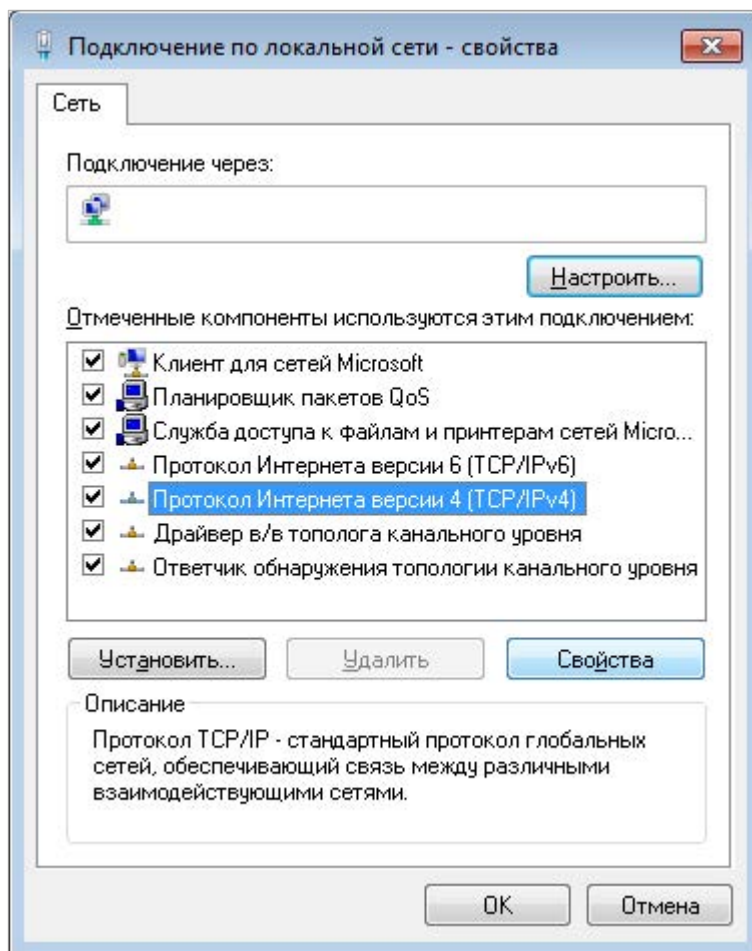 Подключение по локальной сети - свойства
Сеть
Подключение через:
Настроить...
Отмеченные компоненты используются этим подключением:
Клиент для сетей Microsoft
Планировщик пакетов QoS
Служба доступа к файлам и принтерам сетей Micro...
Протокол Интернета версии 6 (TCP/IPv6)
Протокол Интернета версии 4 (TCP/IPv4)
Драйвер в/в тополога канального уровня
Ответчик обнаружения топологии канального уровня
Установить... Удалить Свойства
Описание
Протокол TCP/IP - стандартный протокол глобальных
сетей, обеспечивающий связь между различными
взаимодействующими сетями.
OK Отмена